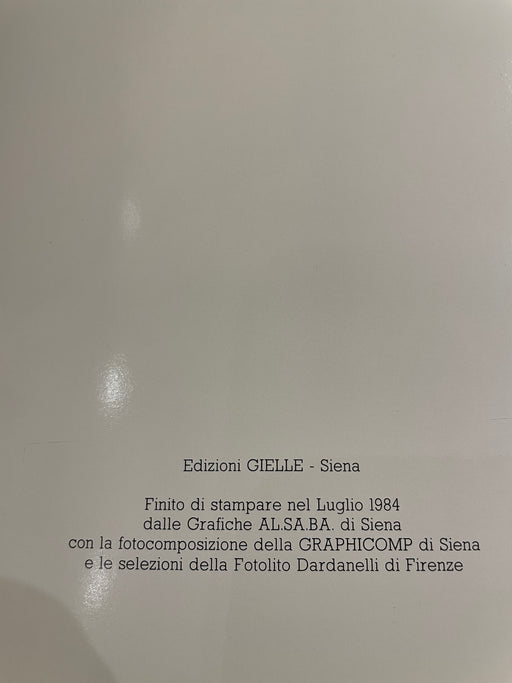 Edizioni GIELLE - Siena
Finito di stampare nel Luglio 1984
dalle Grafiche AL.SA.BA. di Siena
con la fotocomposizione della GRAPHICOMP di Siena
e le selezioni della Fotolito Dardanelli di Firenze